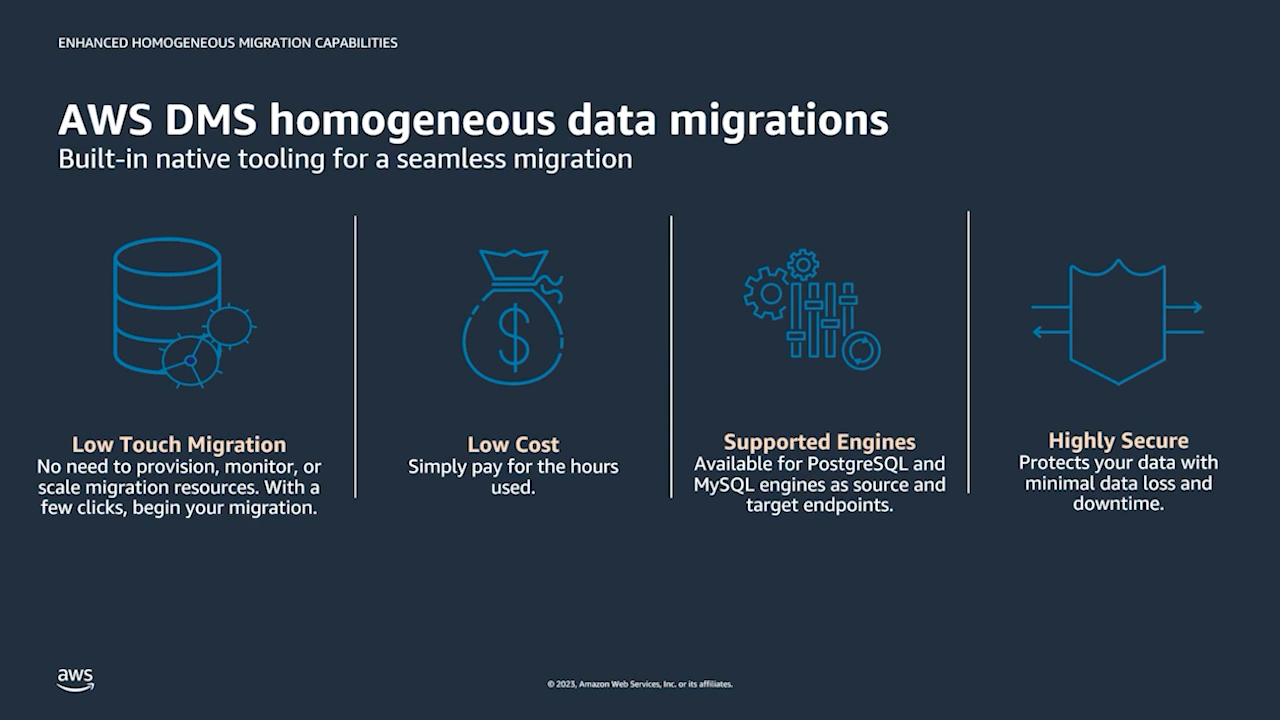 ENHANCED HOMOGENEOUS MIGRATION CAPABILITIES
AWS DMS homogeneous data migrations
Built-in native tooling for a seamless migration
$
Low Touch Migration
No need to provision, monitor, or
scale migration resources. With a
few clicks, begin your migration.
Low Cost
Simply pay for the hours
used.
Supported Engines
Available for PostgreSQL and
MySQL engines as source and
target endpoints.
Highly Secure
Protects your data with
minimal data loss and
downtime.
aws
© 2023, Amazon Web Services, Inc. or its affiliates.